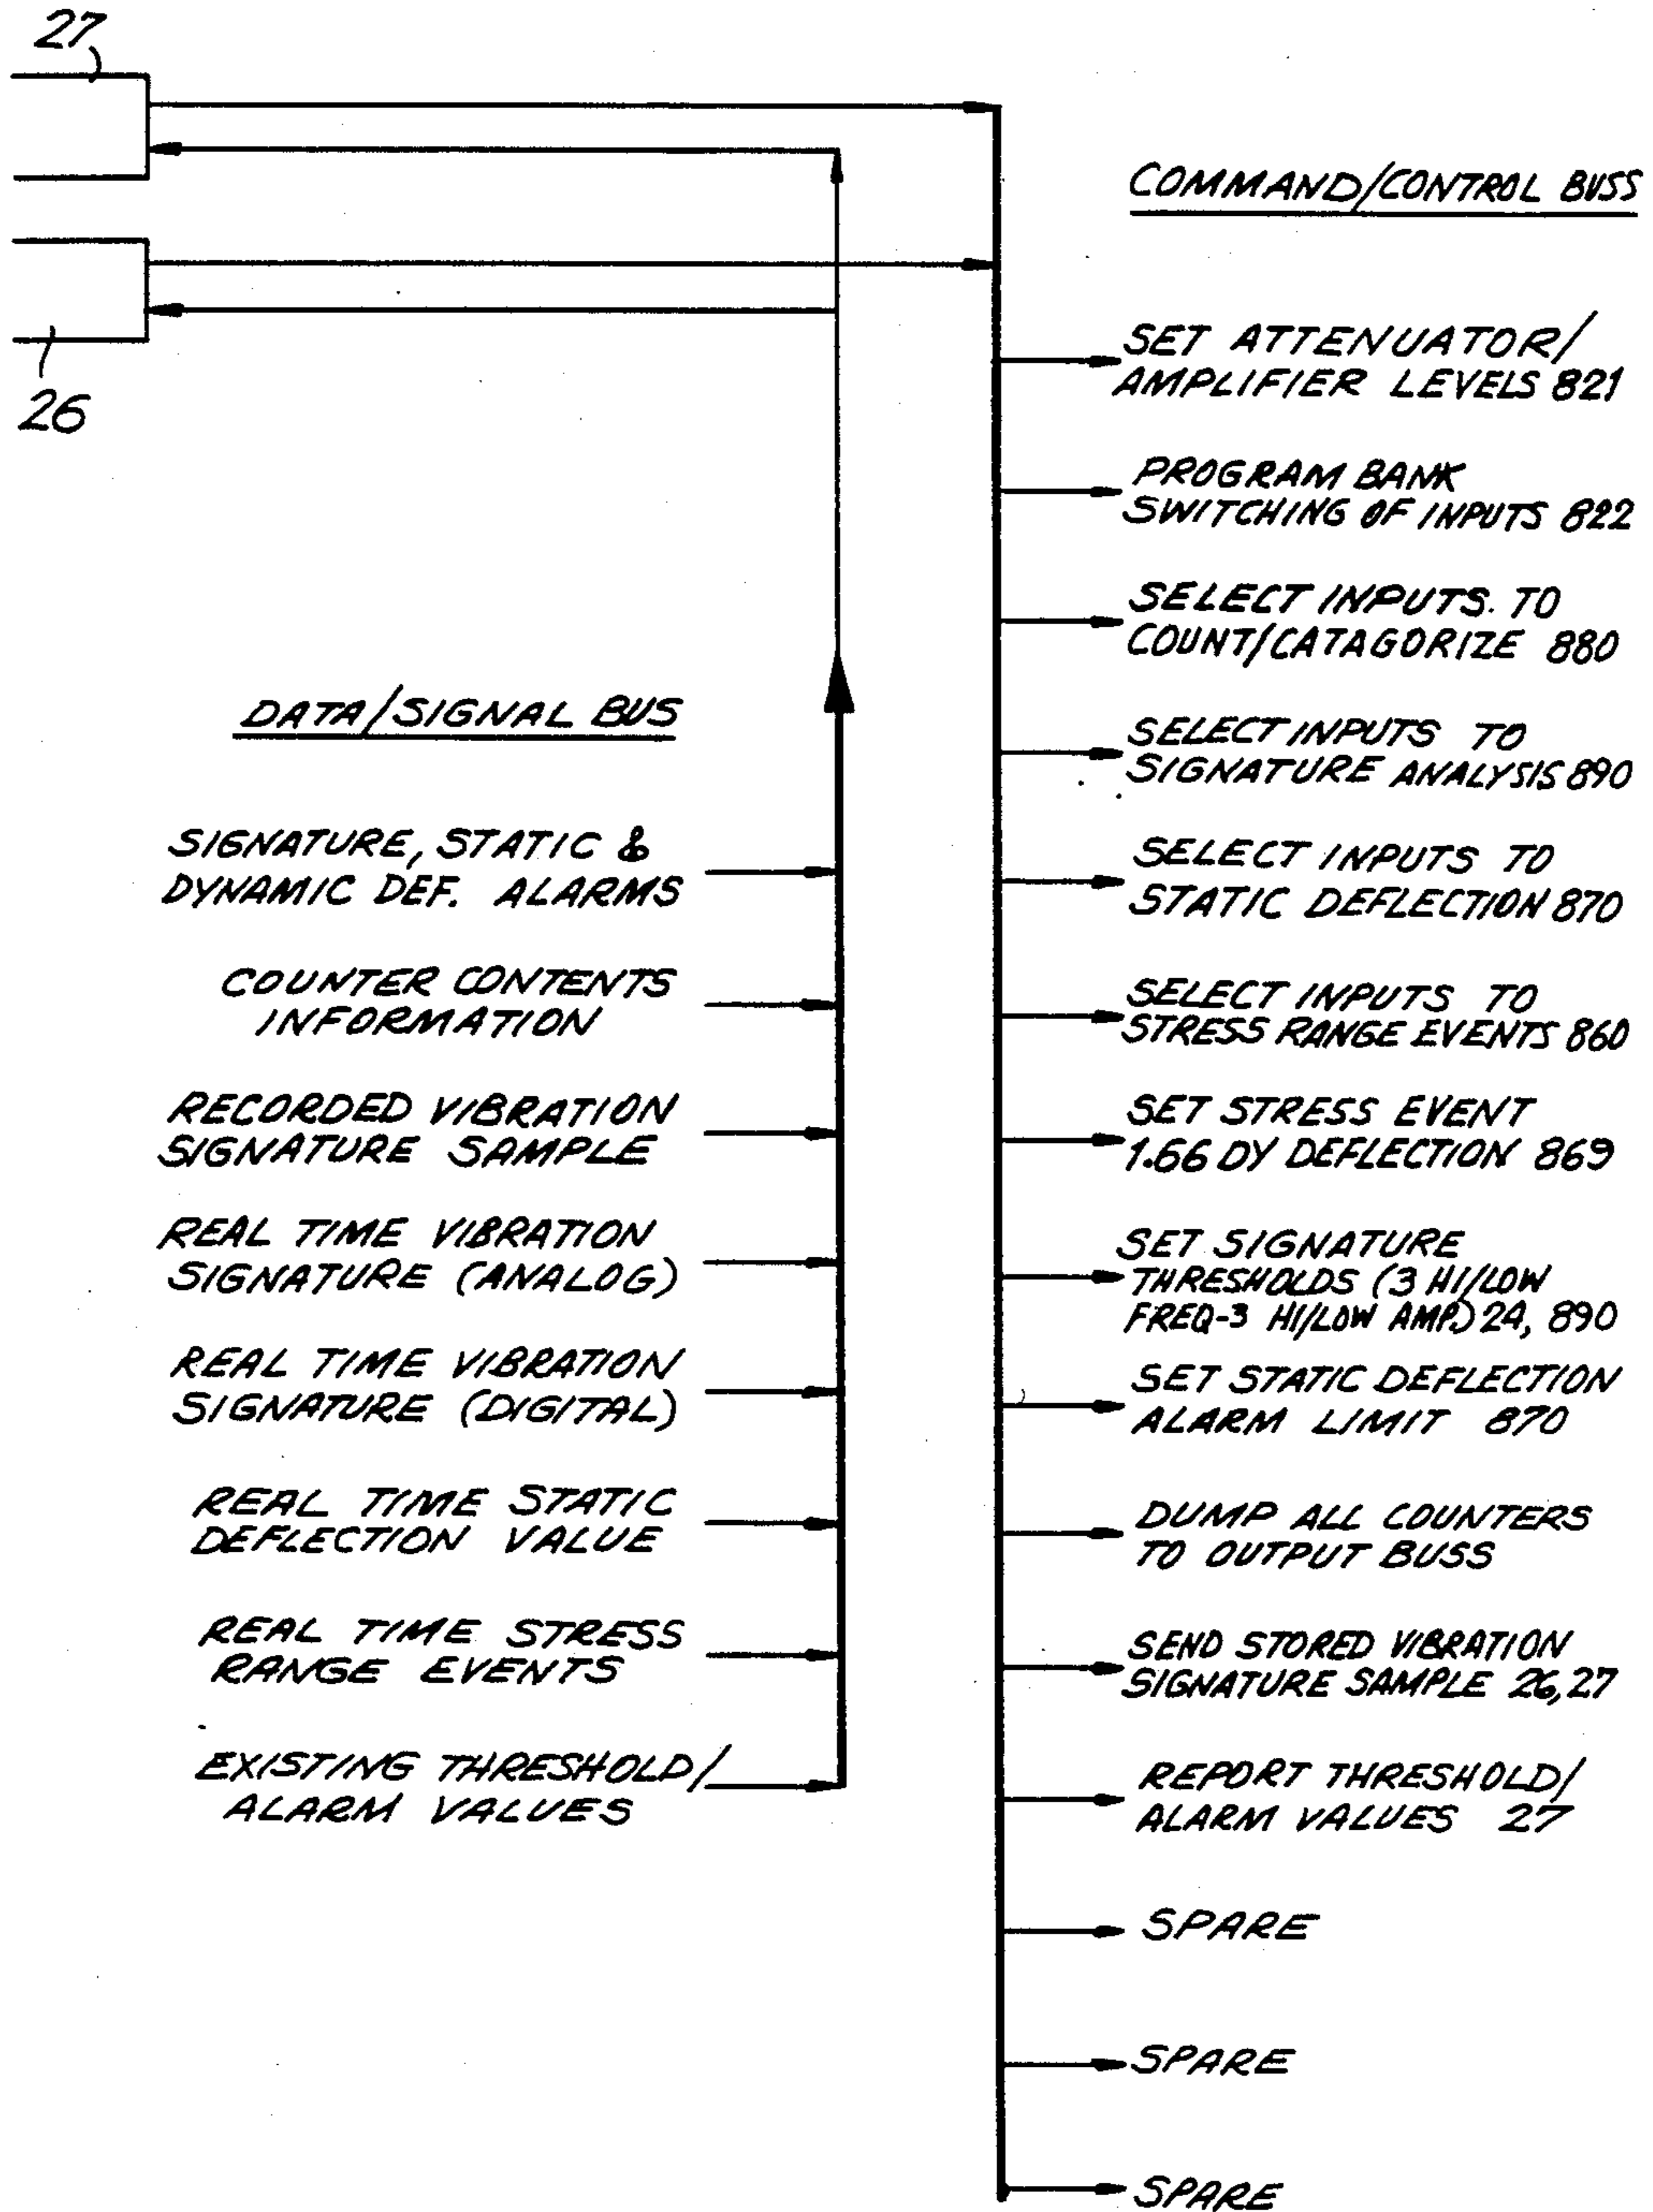 27
26
COMMAND/CONTROL BUSS
SET ATTENUATOR/
AMPLIFIER LEVELS 821
PROGRAM BANK
SWITCHING OF INPUTS 822
SELECT INPUTS TO
COUNT/CATAGORIZE 880
SELECT INPUTS TO
SIGNATURE ANALYSIS 890
SELECT INPUTS TO
STATIC DEFLECTION 870
SELECT INPUTS TO
STRESS RANGE EVENTS 860
SET STRESS EVENT
1.66 DY DEFLECTION 869
SET SIGNATURE
THRESHOLDS (3 HI/LOW
FREQ-3 HI/LOW AMP.) 24, 890
SET STATIC DEFLECTION
ALARM LIMIT 870
DUMP ALL COUNTERS
TO OUTPUT BUSS
SEND STORED VIBRATION
SIGNATURE SAMPLE 26,27
REPORT THRESHOLD/
ALARM VALUES 27
SPARE
SPARE
SPARE
DATA/SIGNAL BUS
SIGNATURE, STATIC &
DYNAMIC DEF. ALARMS
COUNTER CONTENTS
INFORMATION
RECORDED VIBRATION
SIGNATURE SAMPLE
REAL TIME VIBRATION
SIGNATURE (ANALOG)
REAL TIME VIBRATION
SIGNATURE (DIGITAL)
REAL TIME STATIC
DEFLECTION VALUE
REAL TIME STRESS
RANGE EVENTS
EXISTING THRESHOLD/
ALARM VALUES